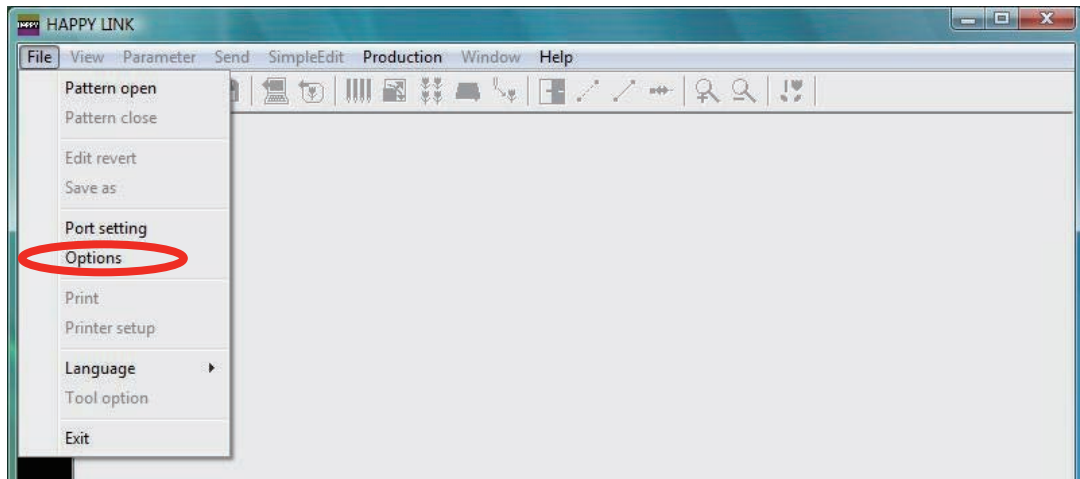 HAPPY LINK
File View Parameter Send SimpleEdit Production Window Help
Pattern open
Pattern close
Edit revert
Save as
Port setting
Options
Print
Printer setup
Language
Tool option
Exit